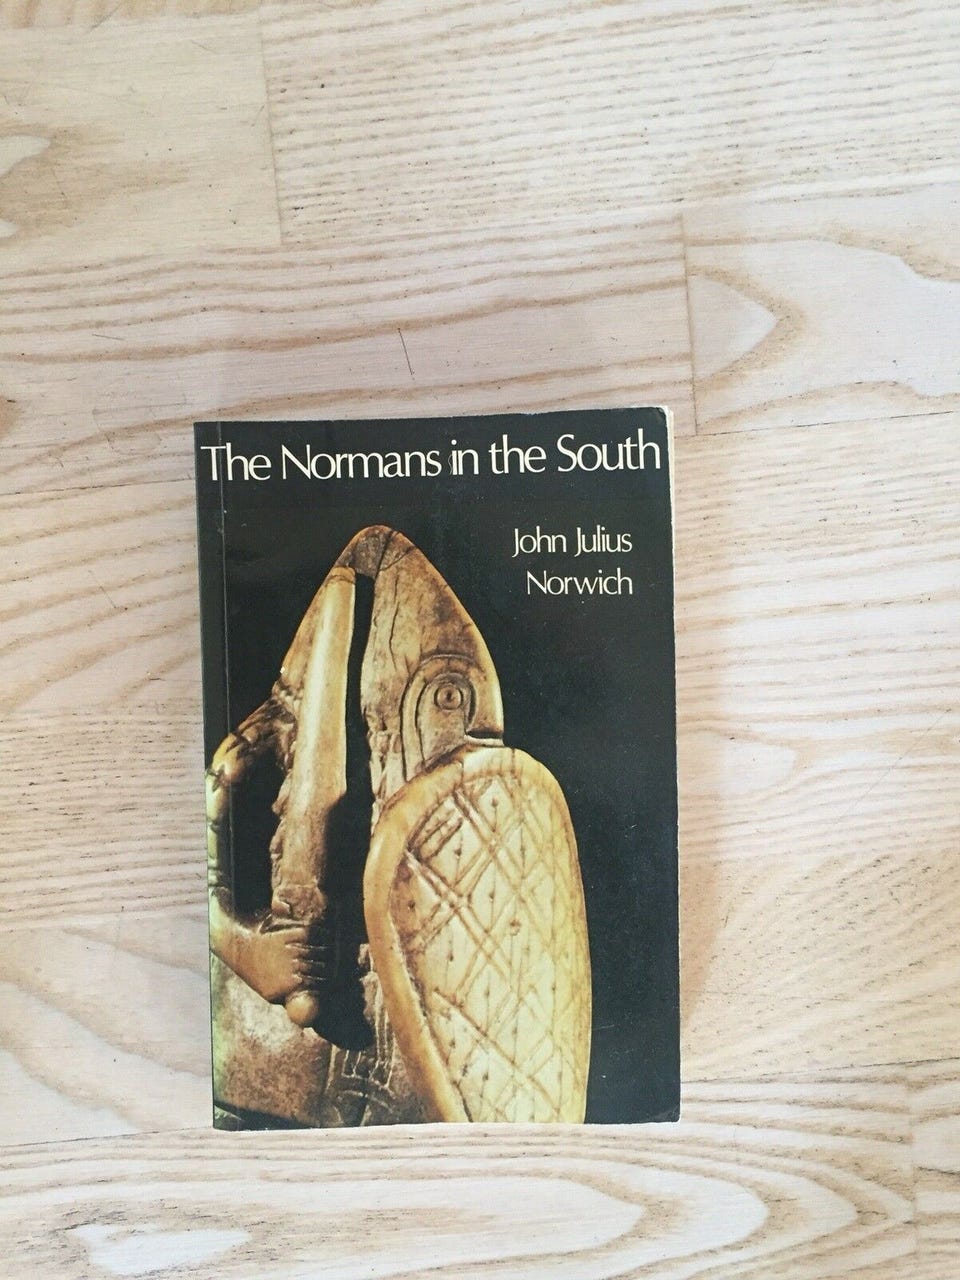 The Normans in the South
John Julius
Norwich